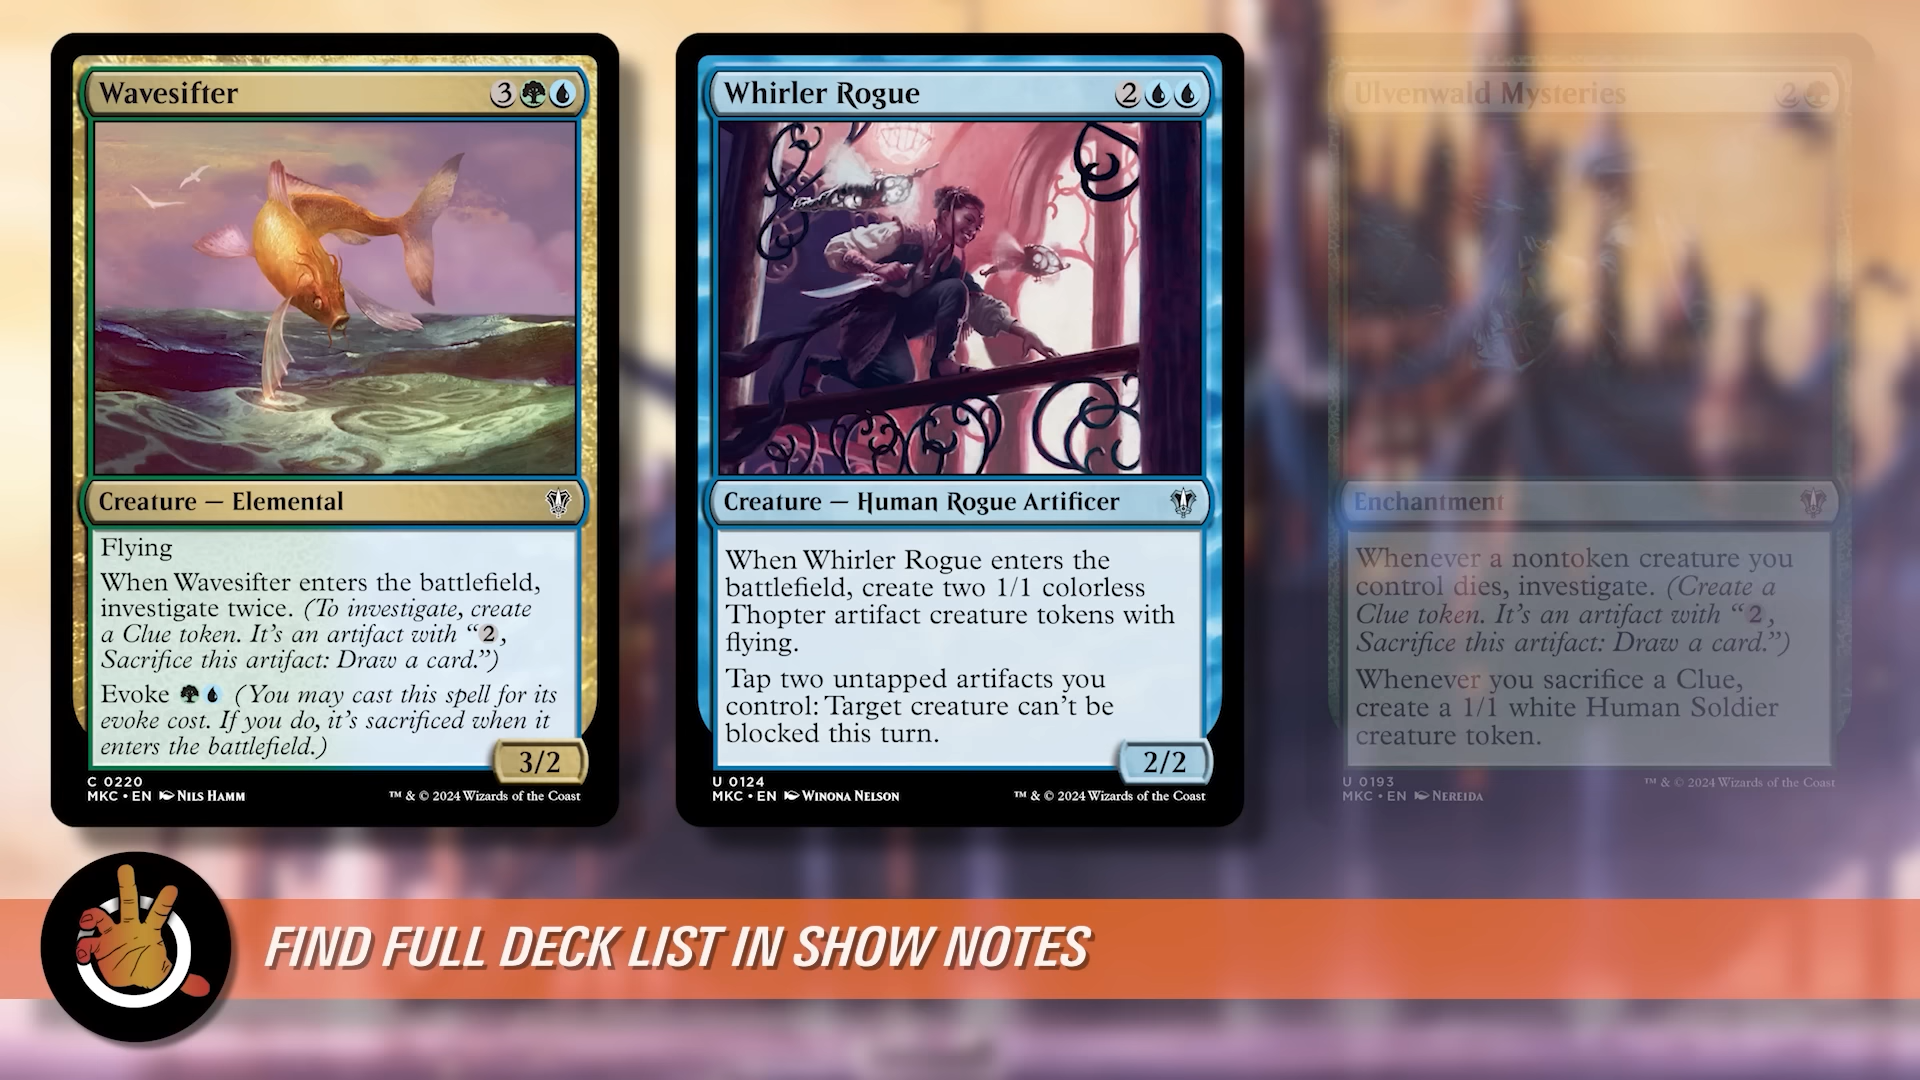 Wavesifter 3
Creature — Elemental
Flying
When Wavesifter enters the battlefield,
investigate twice. (To investigate, create
a Clue token. It's an artifact with “2,
Sacrifice this artifact: Draw a card.”)
Evoke (You may cast this spell for its
evoke cost. If you do, it's sacrificed when it
enters the battlefield.)
3/2
C 0220
MKC • EN NILS HAMM
™ & © 2024 Wizards of the Coast
Whirler Rogue 2
Creature — Human Rogue Artificer
When Whirler Rogue enters the
battlefield, create two 1/1 colorless
Thopter artifact creature tokens with
flying.
Tap two untapped artifacts you
control: Target creature can't be
blocked this turn.
2/2
U 0124
MKC • EN WINONA NELSON
™ & © 2024 Wizards of the Coast
Ulvenwald Mysteries 2
Enchantment
Whenever a nontoken creature you
control dies, investigate. (Create a
Clue token. It's an artifact with “2,
Sacrifice this artifact: Draw a card.”)
Whenever you sacrifice a Clue,
create a 1/1 white Human Soldier
creature token.
U 0193
MKC • EN NEREIDA
™ & © 2024 Wizards of the Coast
FIND FULL DECK LIST IN SHOW NOTES